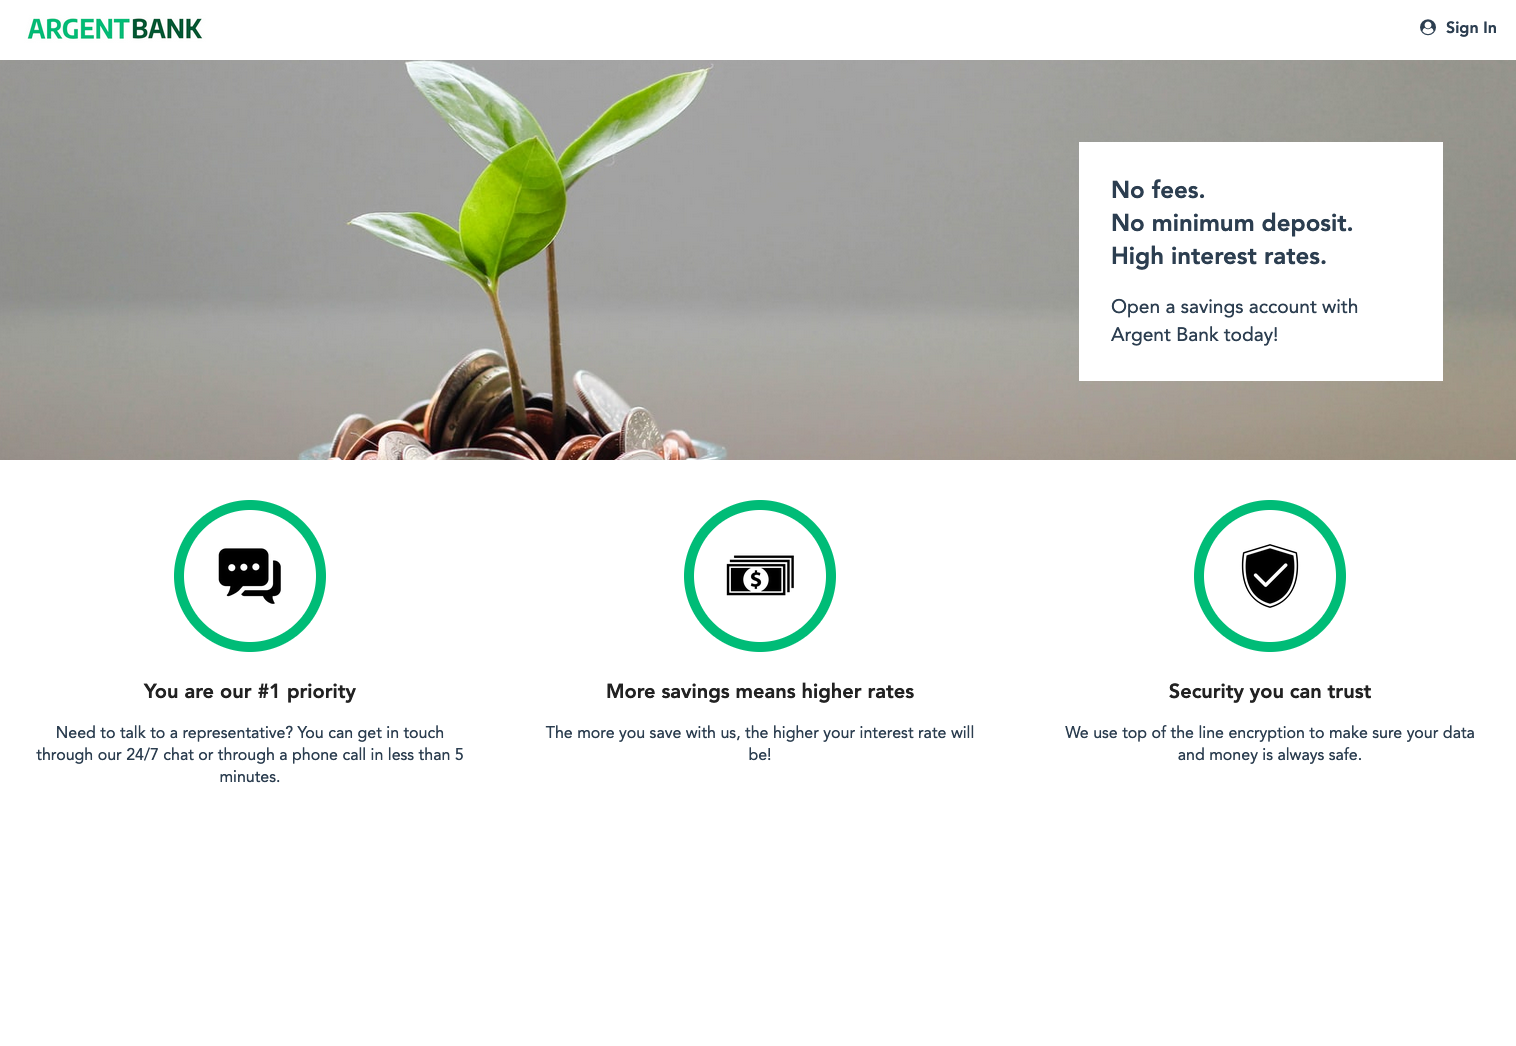 ARGENTBANK
Sign In
No fees.
No minimum deposit.
High interest rates.
Open a savings account with
Argent Bank today!
You are our #1 priority
Need to talk to a representative? You can get in touch
through our 24/7 chat or through a phone call in less than 5
minutes.
$
More savings means higher rates
The more you save with us, the higher your interest rate will
be!
Security you can trust
We use top of the line encryption to make sure your data
and money is always safe.